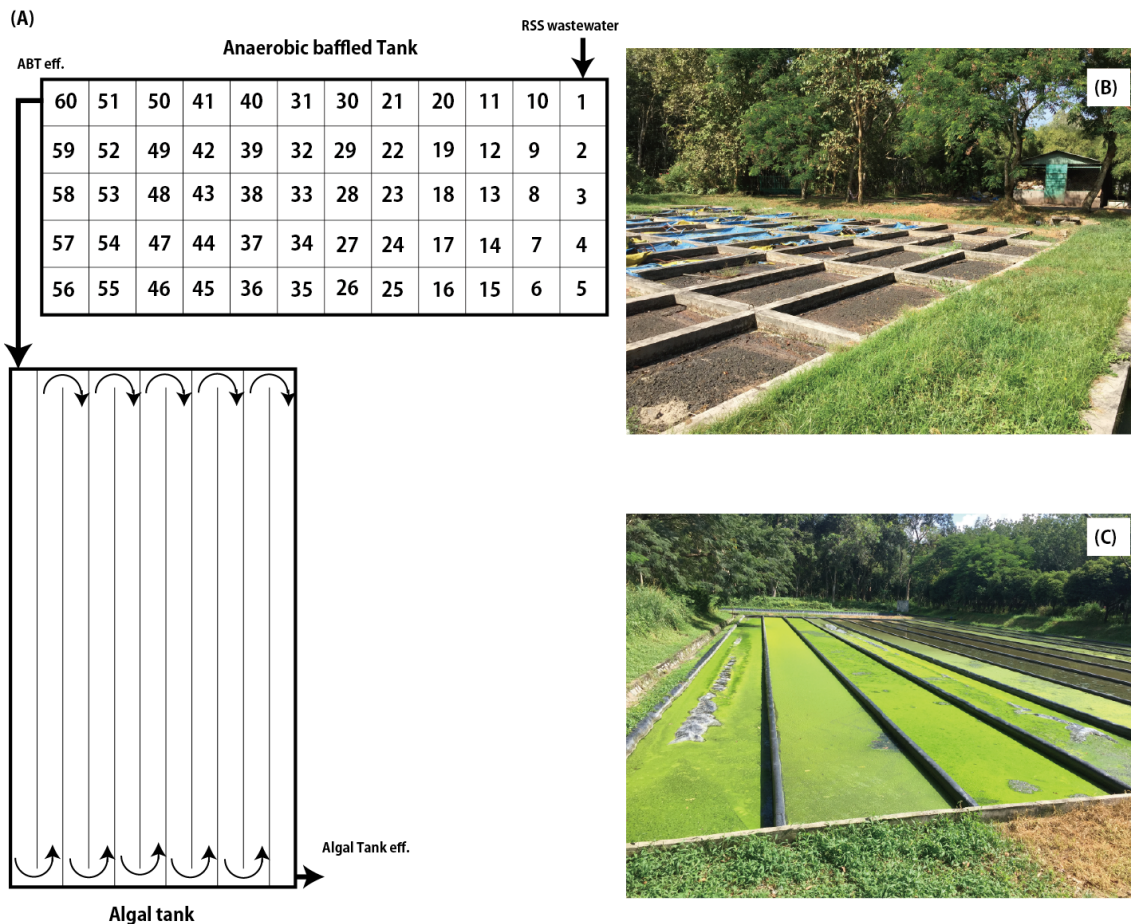 (A)
RSS wastewater
Anaerobic baffled Tank
ABT eff.
60 51 50 41 40 31 30 21 20 11 10 1
59 52 49 42 39 32 29 22 19 12 9 2
58 53 48 43 38 33 28 23 18 13 8 3
57 54 47 44 37 34 27 24 17 14 7 4
56 55 46 45 36 35 26 25 16 15 6 5
Algal Tank eff.
Algal tank
(B)
(C)